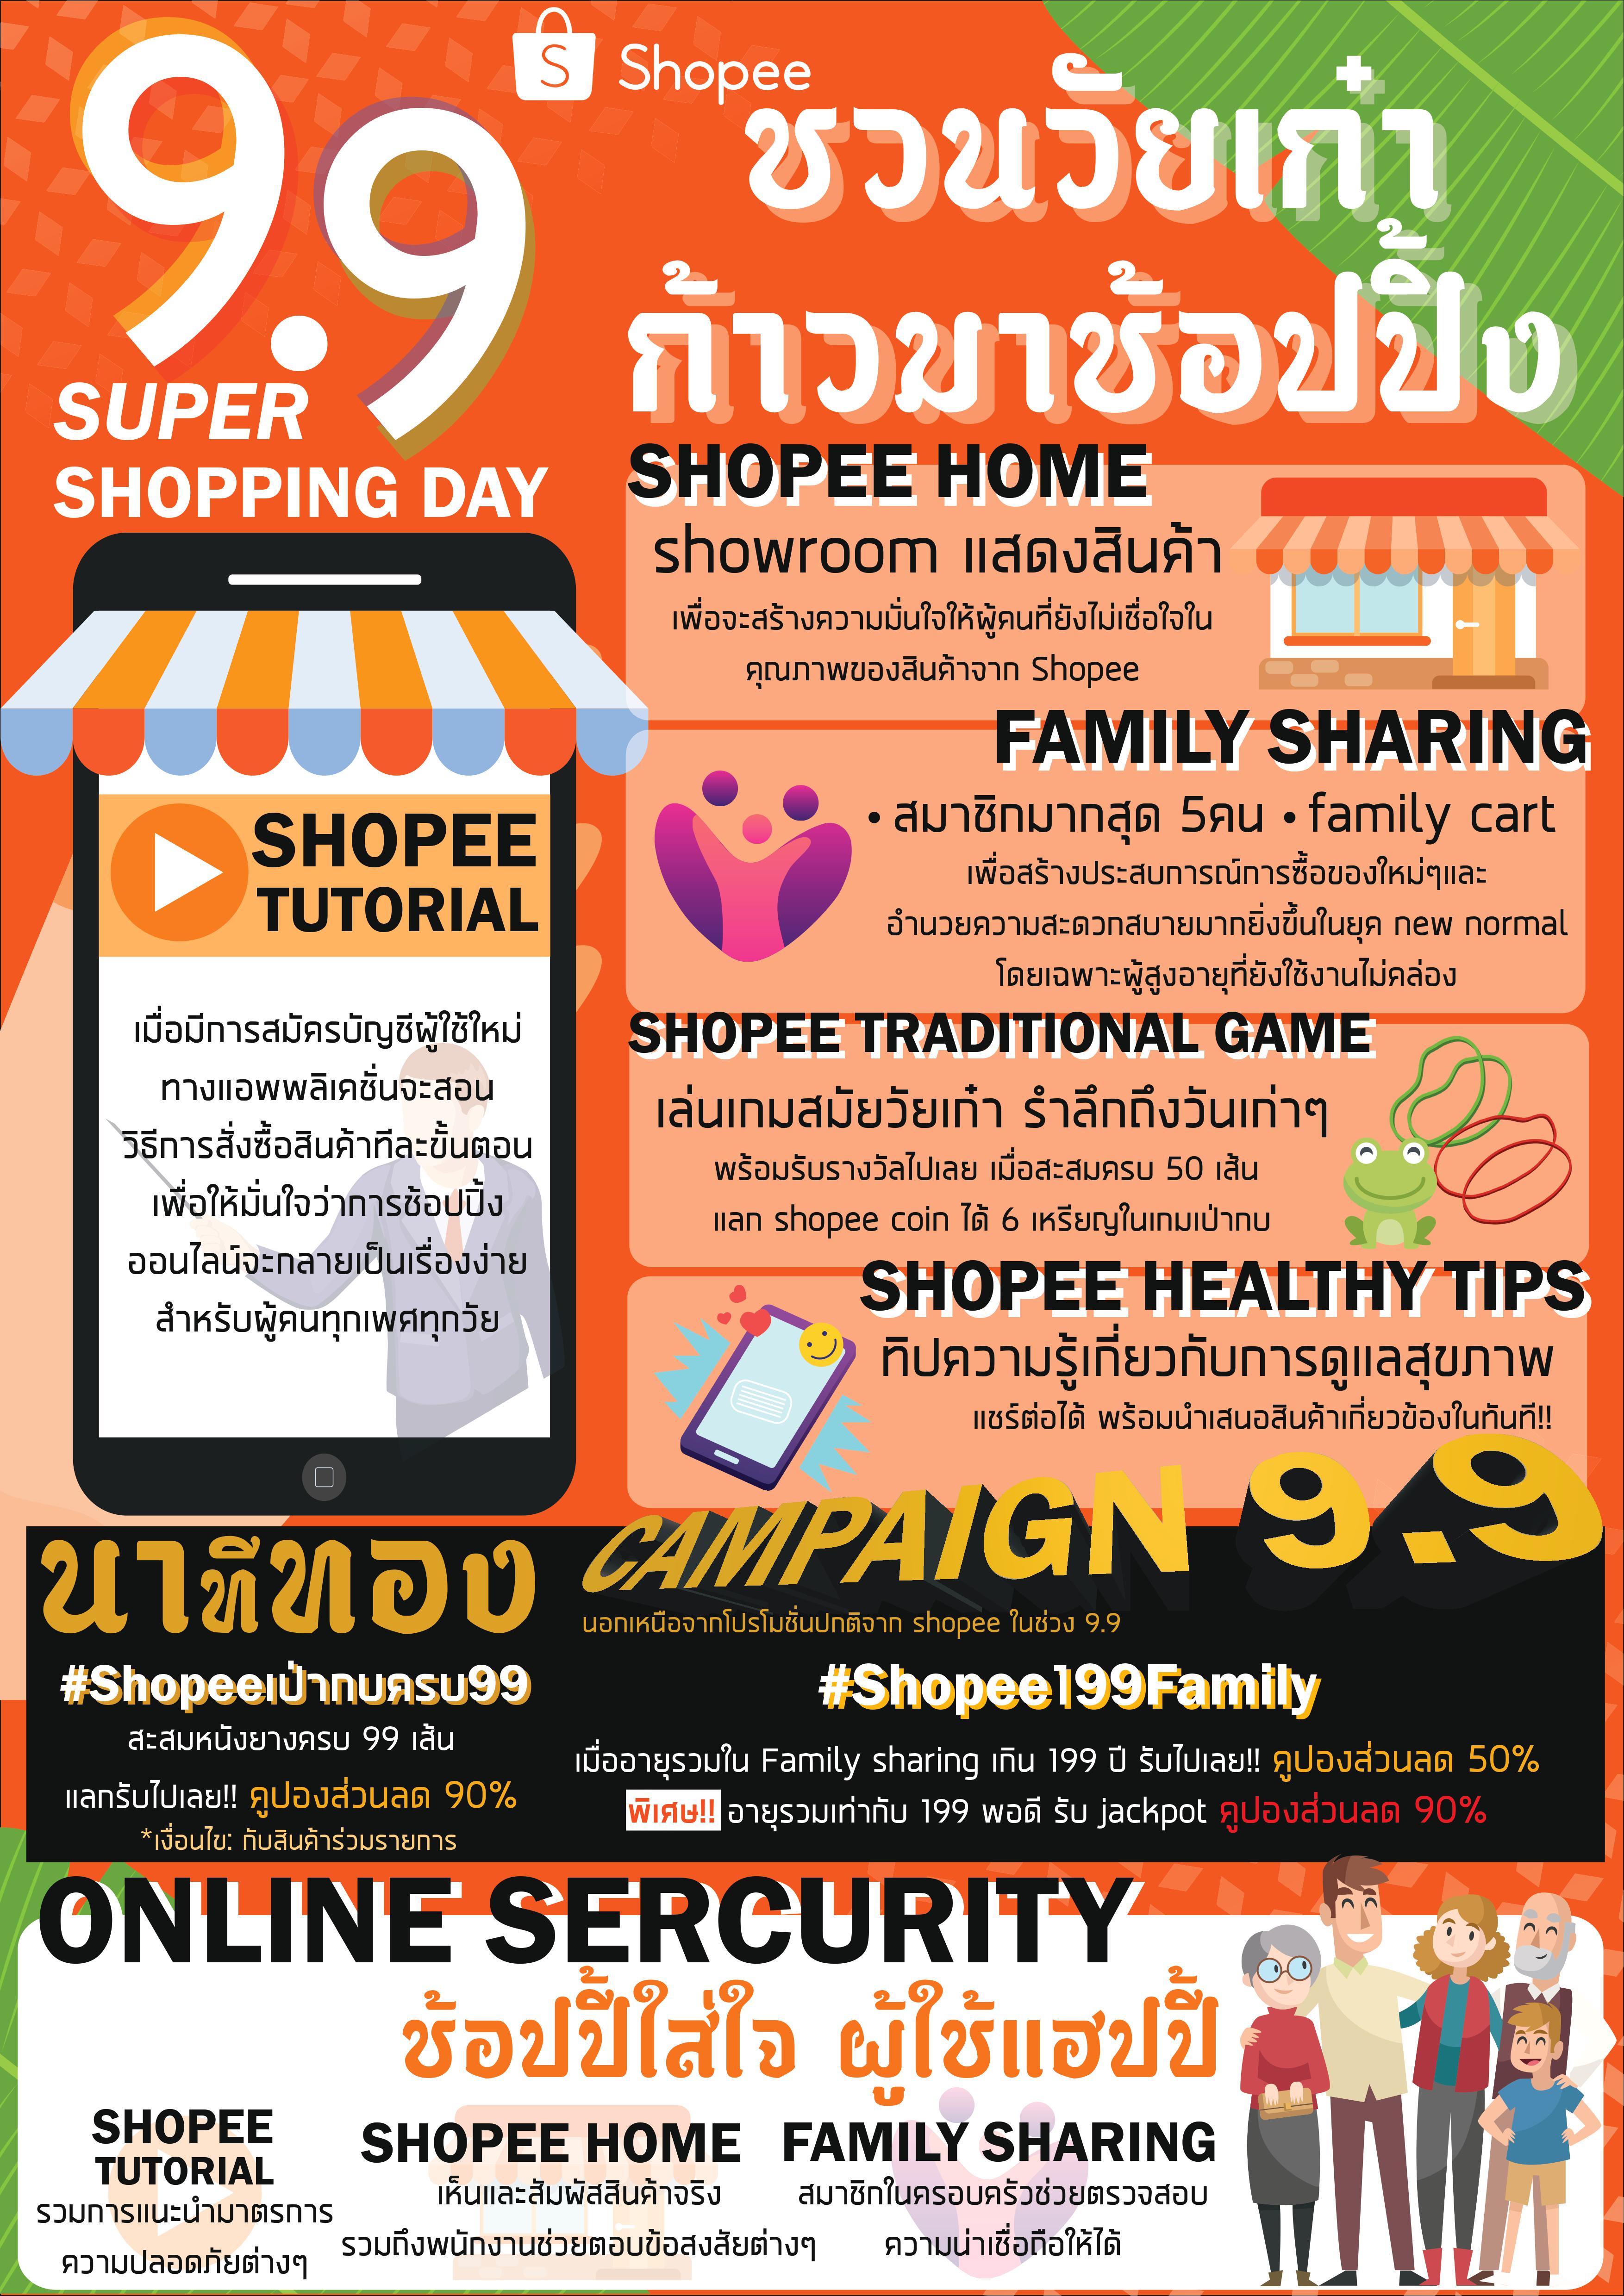 9.9
Shopee
SUPER
SHOPPING DAY
ชวนวัยเก๋า
ก้าวมาช้อปปิ้ง
SHOPEE HOME
showroom แสดงสินค้า
เพื่อจะสร้างความมั่นใจให้ผู้คนที่ยังไม่เชื่อใจใน
คุณภาพของสินค้าจาก Shopee
FAMILY SHARING
• สมาชิกมากสุด 5คน • family cart
เพื่อสร้างประสบการณ์การซื้อของใหม่ๆและ
อำนวยความสะดวกสบายมากยิ่งขึ้นในยุค new normal
โดยเฉพาะผู้สูงอายุที่ยังใช้งานไม่คล่อง
SHOPEE
TUTORIAL
เมื่อมีการสมัครบัญชีผู้ใช้ใหม่
ทางแอพพลิเคชั่นจะสอน
วิธีการสั่งซื้อสินค้าทีละขั้นตอน
เพื่อให้มั่นใจว่าการช้อปปิ้ง
ออนไลน์จะกลายเป็นเรื่องง่าย
สำหรับผู้คนทุกเพศทุกวัย
SHOPEE TRADITIONAL GAME
เล่นเกมสมัยวัยเก๋า รำลึกถึงวันเก่าๆ
พร้อมรับรางวัลไปเลย เมื่อสะสมครบ 50 เส้น
แลก shopee coin ได้ 6 เหรียญในเกมเป่ากบ
SHOPEE HEALTHY TIPS
ทิปความรู้เกี่ยวกับการดูแลสุขภาพ
แชร์ต่อได้ พร้อมนำเสนอสินค้าเกี่ยวข้องในทันที!!
CAMPAIGN 9.9
นอกเหนือจากโปรโมชั่นปกติจาก shopee ในช่วง 9.9
นาทีทอง
#Shopeeเป่ากบครบ99
สะสมหนังยางครบ 99 เส้น
แลกรับไปเลย!! คูปองส่วนลด 90%
*เงื่อนไข: กับสินค้าร่วมรายการ
#Shopee199Family
เมื่ออายุรวมใน Family sharing เกิน 199 ปี รับไปเลย!! คูปองส่วนลด 50%
พิเศษ!! อายุรวมเท่ากับ 199 พอดี รับ jackpot คูปองส่วนลด 90%
ONLINE SERCURITY
ช้อปปี้ใส่ใจ ผู้ใช้แฮปปี้
SHOPEE
TUTORIAL
รวมการแนะนำมาตรการ
ความปลอดภัยต่างๆ
SHOPEE HOME
เห็นและสัมผัสสินค้าจริง
รวมถึงพนักงานช่วยตอบข้อสงสัยต่างๆ
FAMILY SHARING
สมาชิกในครอบครัวช่วยตรวจสอบ
ความน่าเชื่อถือให้ได้